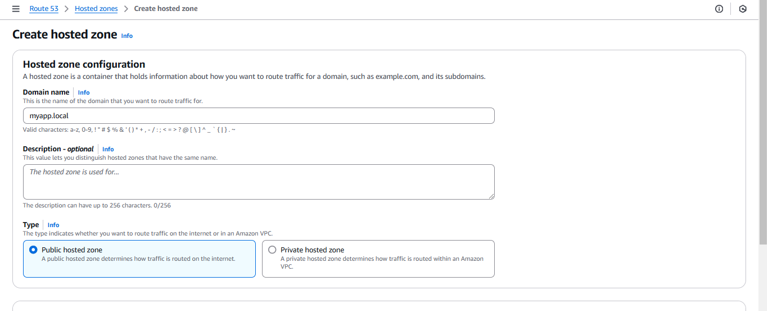 Route 53 > Hosted zones > Create hosted zone
Create hosted zone Info
Hosted zone configuration
A hosted zone is a container that holds information about how you want to route traffic for a domain, such as example.com, and its subdomains.
Domain name | Info
This is the name of the domain that you want to route traffic for.
myapp.local
Valid characters: a-z, 0-9, ! " # $ % & ' ( ) * + , - / : ; < = > ? @ [ \ ] ^ _ ` { | } . ~
Description - optional | Info
This value lets you distinguish hosted zones that have the same name.
The hosted zone is used for...
The description can have up to 256 characters. 0/256
Type | Info
The type indicates whether you want to route traffic on the internet or in an Amazon VPC.
Public hosted zone
A public hosted zone determines how traffic is routed on the internet.
Private hosted zone
A private hosted zone determines how traffic is routed within an Amazon
VPC.